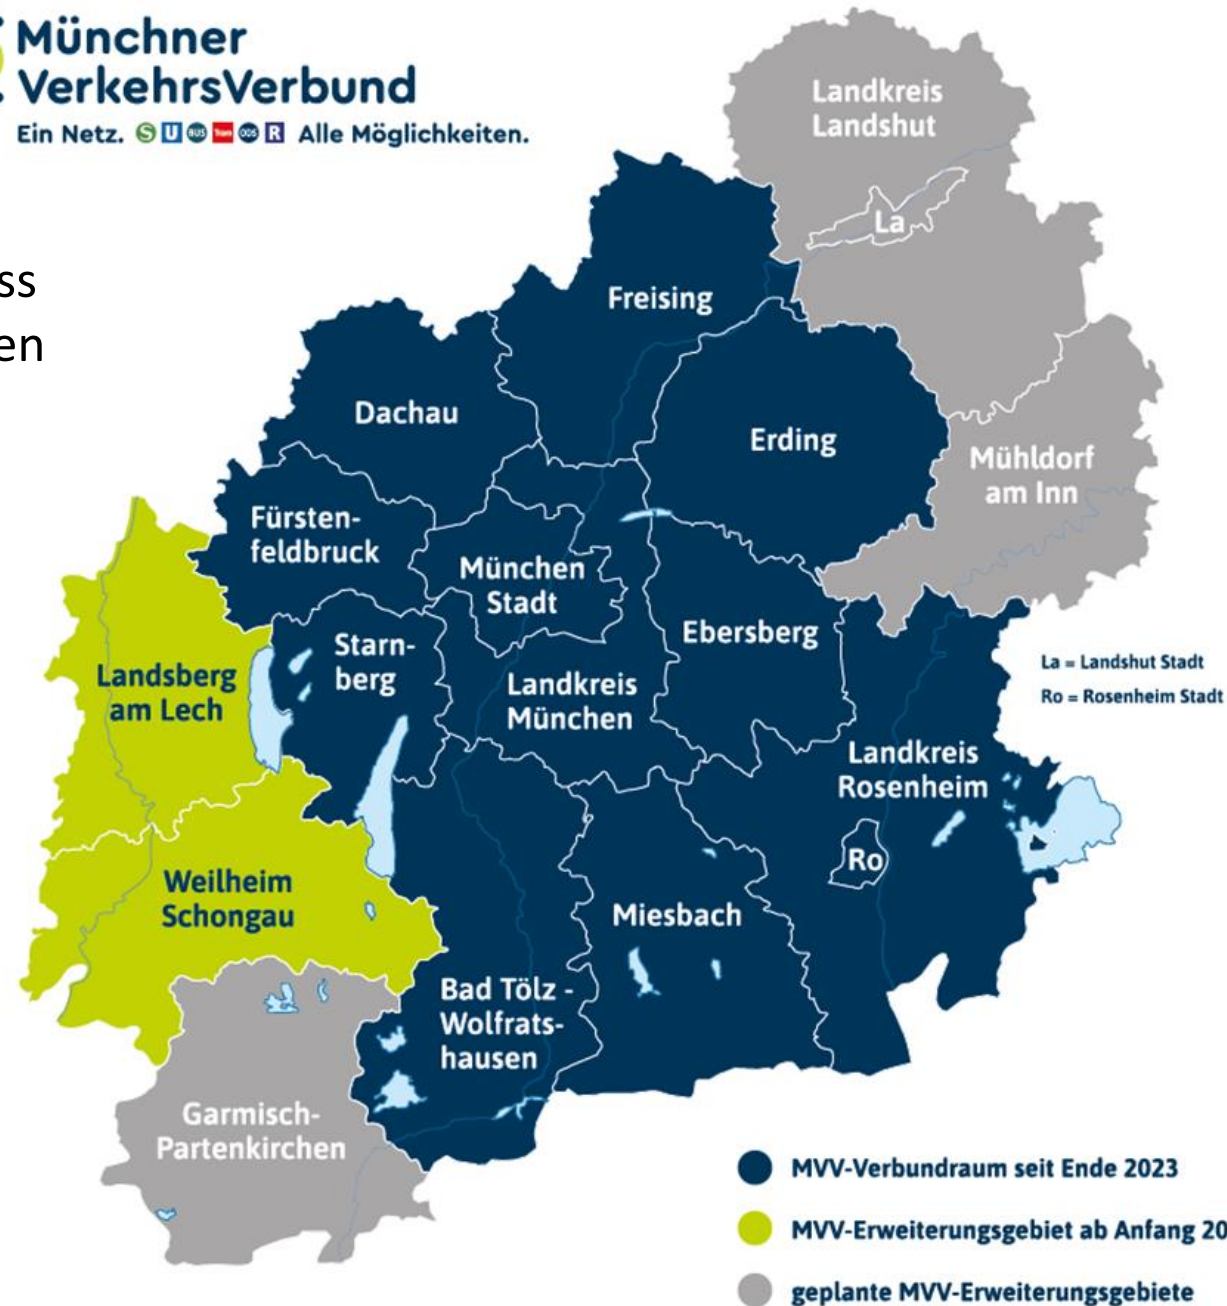 Münchner
VerkehrsVerbund
Ein Netz. S U BUS Tram ODS R Alle Möglichkeiten.
ss
en
Landkreis
Landshut
La
Freising
Dachau
Erding
Mühldorf
am Inn
Fürsten-
feldbruck
München
Stadt
Ebersberg
Starn-
berg
Landsberg
am Lech
Landkreis
München
La = Landshut Stadt
Ro = Rosenheim Stadt
Landkreis
Rosenheim
Ro
Weilheim
Schongau
Miesbach
Bad Tölz -
Wolfrats-
hausen
Garmisch-
Partenkirchen
MVV-Verbundraum seit Ende 2023
MVV-Erweiterungsgebiet ab Anfang 20
geplante MVV-Erweiterungsgebiete